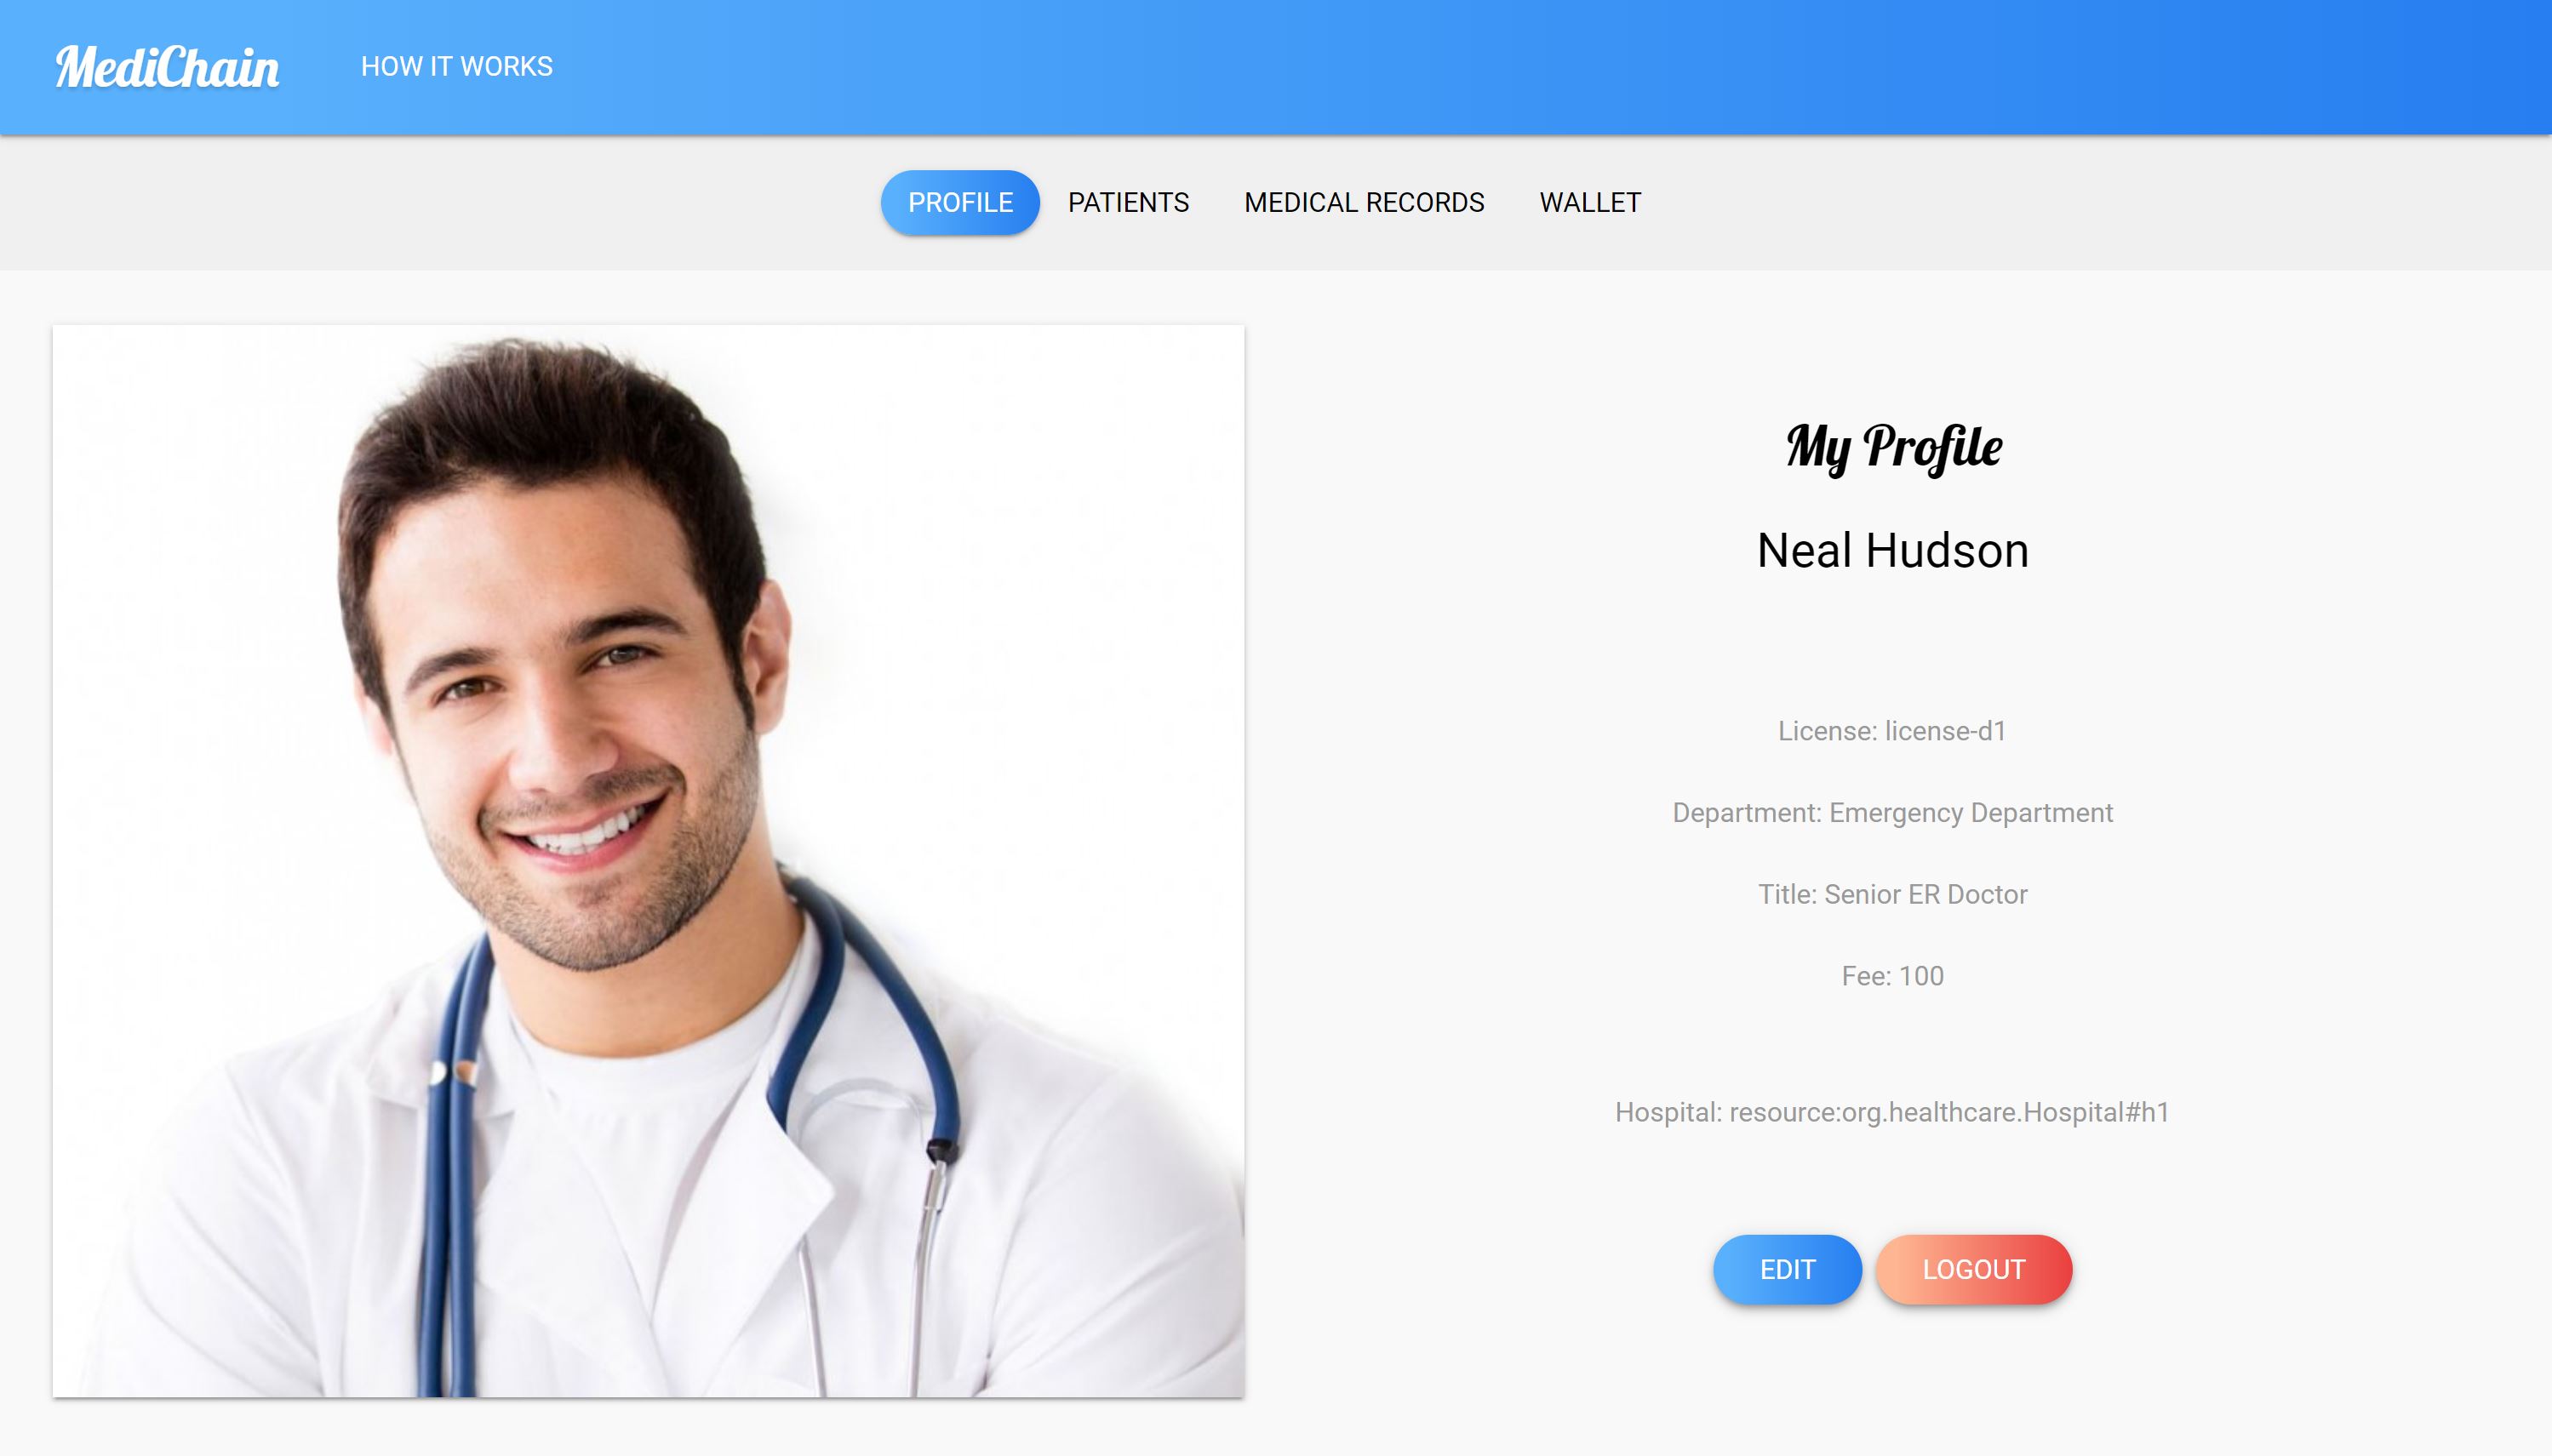 MediChain
HOW IT WORKS
PROFILE
PATIENTS
MEDICAL RECORDS
WALLET
My Profile
Neal Hudson
License: license-d1
Department: Emergency Department
Title: Senior ER Doctor
Fee: 100
Hospital: resource:org.healthcare.Hospital#h1
EDIT
LOGOUT